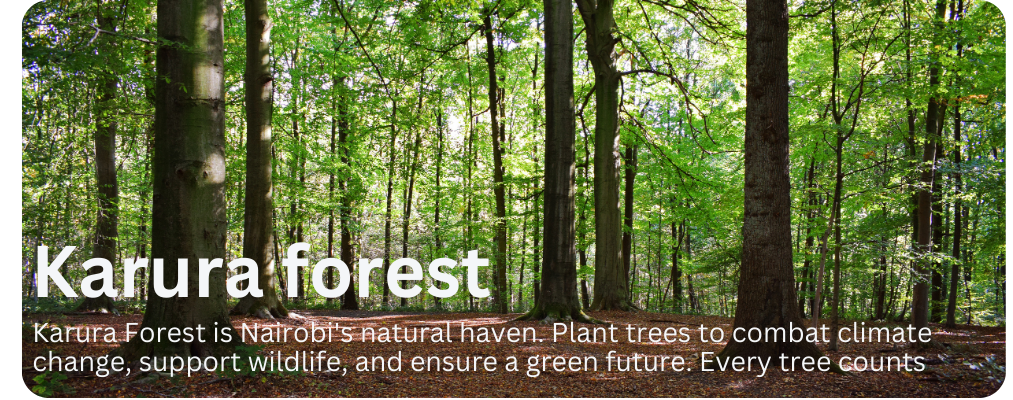 Karura forest
Karura Forest is Nairobi's natural haven. Plant trees to combat climate
change, support wildlife, and ensure a green future. Every tree counts